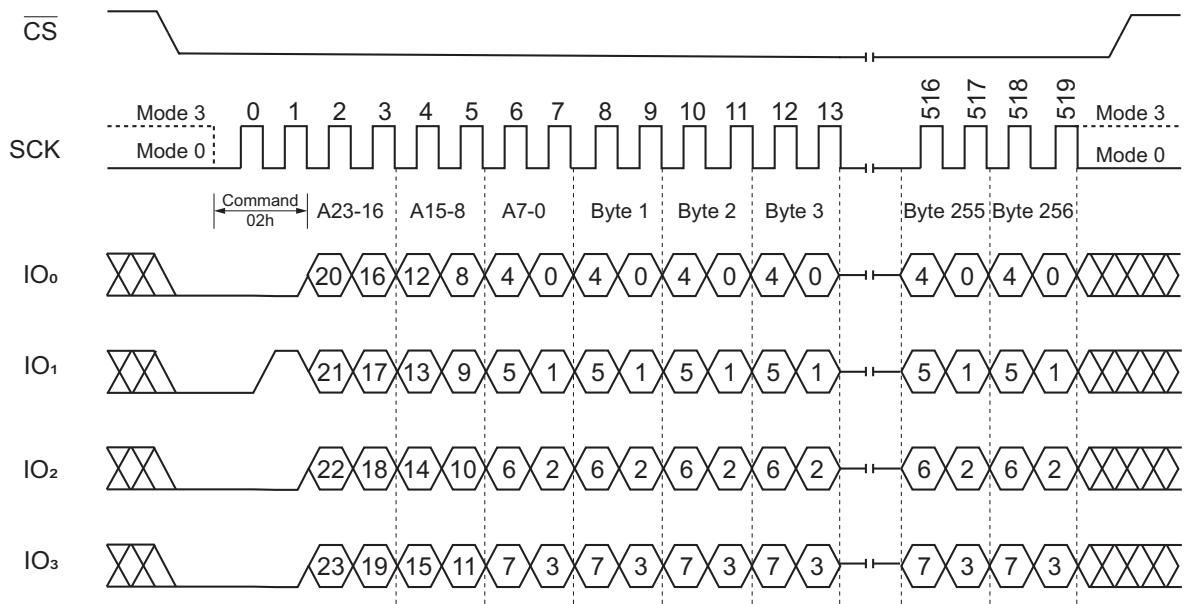 CS
0 1 2 3 4 5 6 7 8 9 10 11 12 13 516 517 518 519
Mode 3 Mode 3
SCK Mode 0 Mode 0
Command
02h A23-16 A15-8 A7-0 Byte 1 Byte 2 Byte 3 Byte 255 Byte 256
IO₀ 20 16 12 8 4 0 4 0 4 0 4 0 4 0 4 0
IO₁ 21 17 13 9 5 1 5 1 5 1 5 1 5 1 5 1
IO₂ 22 18 14 10 6 2 6 2 6 2 6 2 6 2 6 2
IO₃ 23 19 15 11 7 3 7 3 7 3 7 3 7 3 7 3